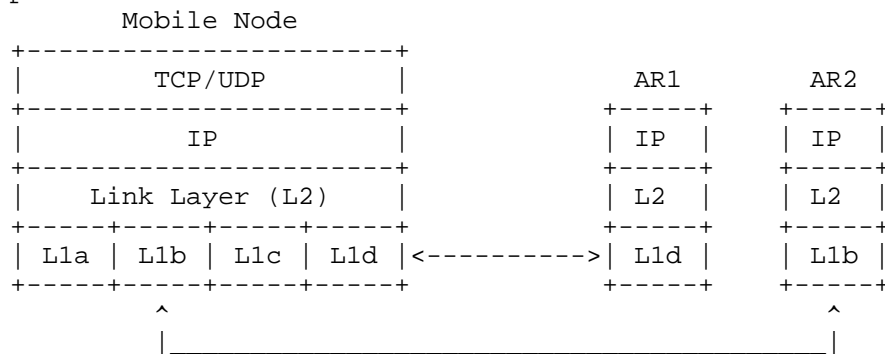 Mobile Node
+-----------------------+
|        TCP/UDP        |              AR1        AR2
+-----------------------+            +-----+    +-----+
|          IP           |            | IP  |    | IP  |
+-----------------------+            +-----+    +-----+
|    Link Layer (L2)    |            | L2  |    | L2  |
+-----+-----+-----+-----+            +-----+    +-----+
| L1a | L1b | L1c | L1d |<---------->| L1d |    | L1b |
+-----+-----+-----+-----+            +-----+    +-----+
         ^                                         ^
         |_________________________________________|